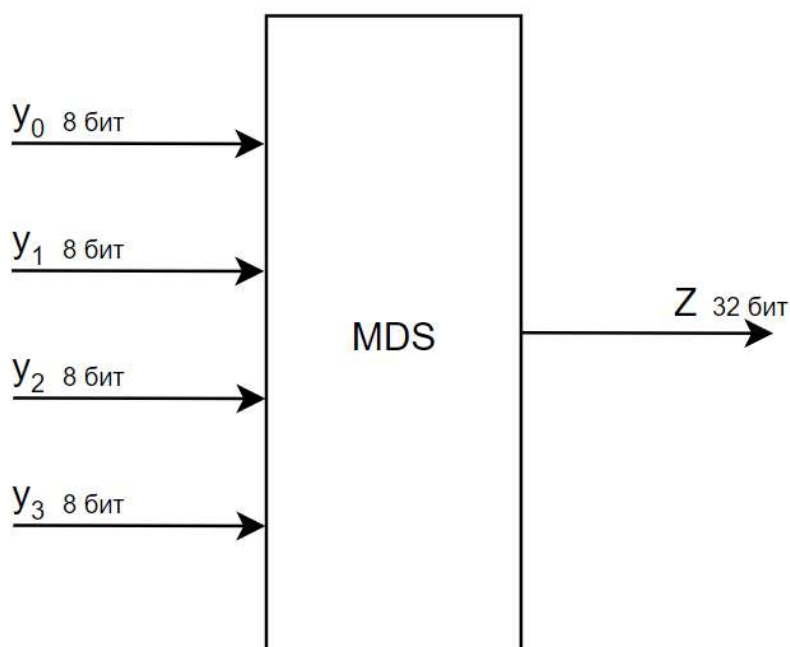 y₀ 8 бит
y₁ 8 бит
Z 32 бит
MDS
y₂ 8 бит
y₃ 8 бит